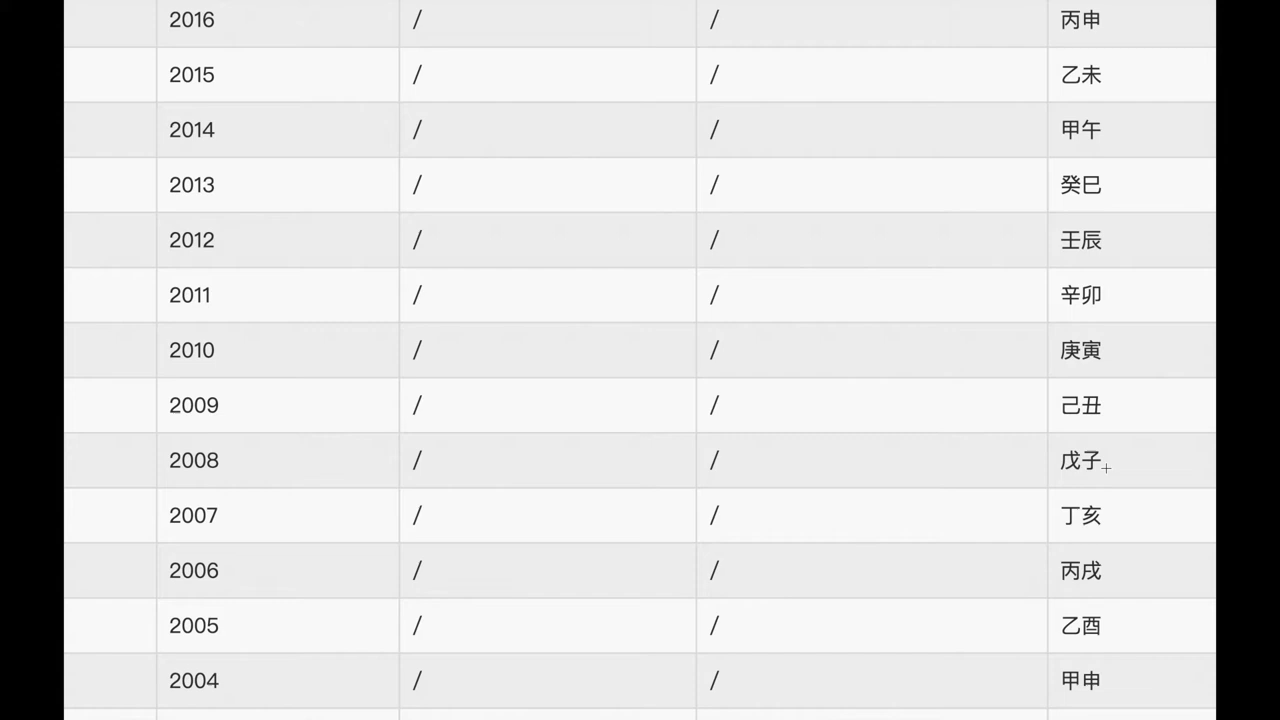 2016 / / 丙申
2015 / / 乙未
2014 / / 甲午
2013 / / 癸巳
2012 / / 壬辰
2011 / / 辛卯
2010 / / 庚寅
2009 / / 己丑
2008 / / 戊子
2007 / / 丁亥
2006 / / 丙戌
2005 / / 乙酉
2004 / / 甲申